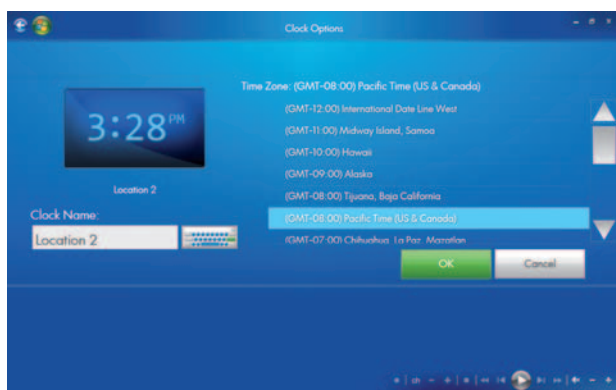 Clock Options
3:28 PM
Location 2
Clock Name:
Location 2
Time Zone: (GMT-08:00) Pacific Time (US & Canada)
(GMT-12:00) International Date Line West
(GMT-11:00) Midway Island, Samoa
(GMT-10:00) Hawaii
(GMT-09:00) Alaska
(GMT-08:00) Tijuana, Baja California
(GMT-08:00) Pacific Time (US & Canada)
(GMT-07:00) Chihuahua, La Paz, Mazatlan
OK
Cancel
ch